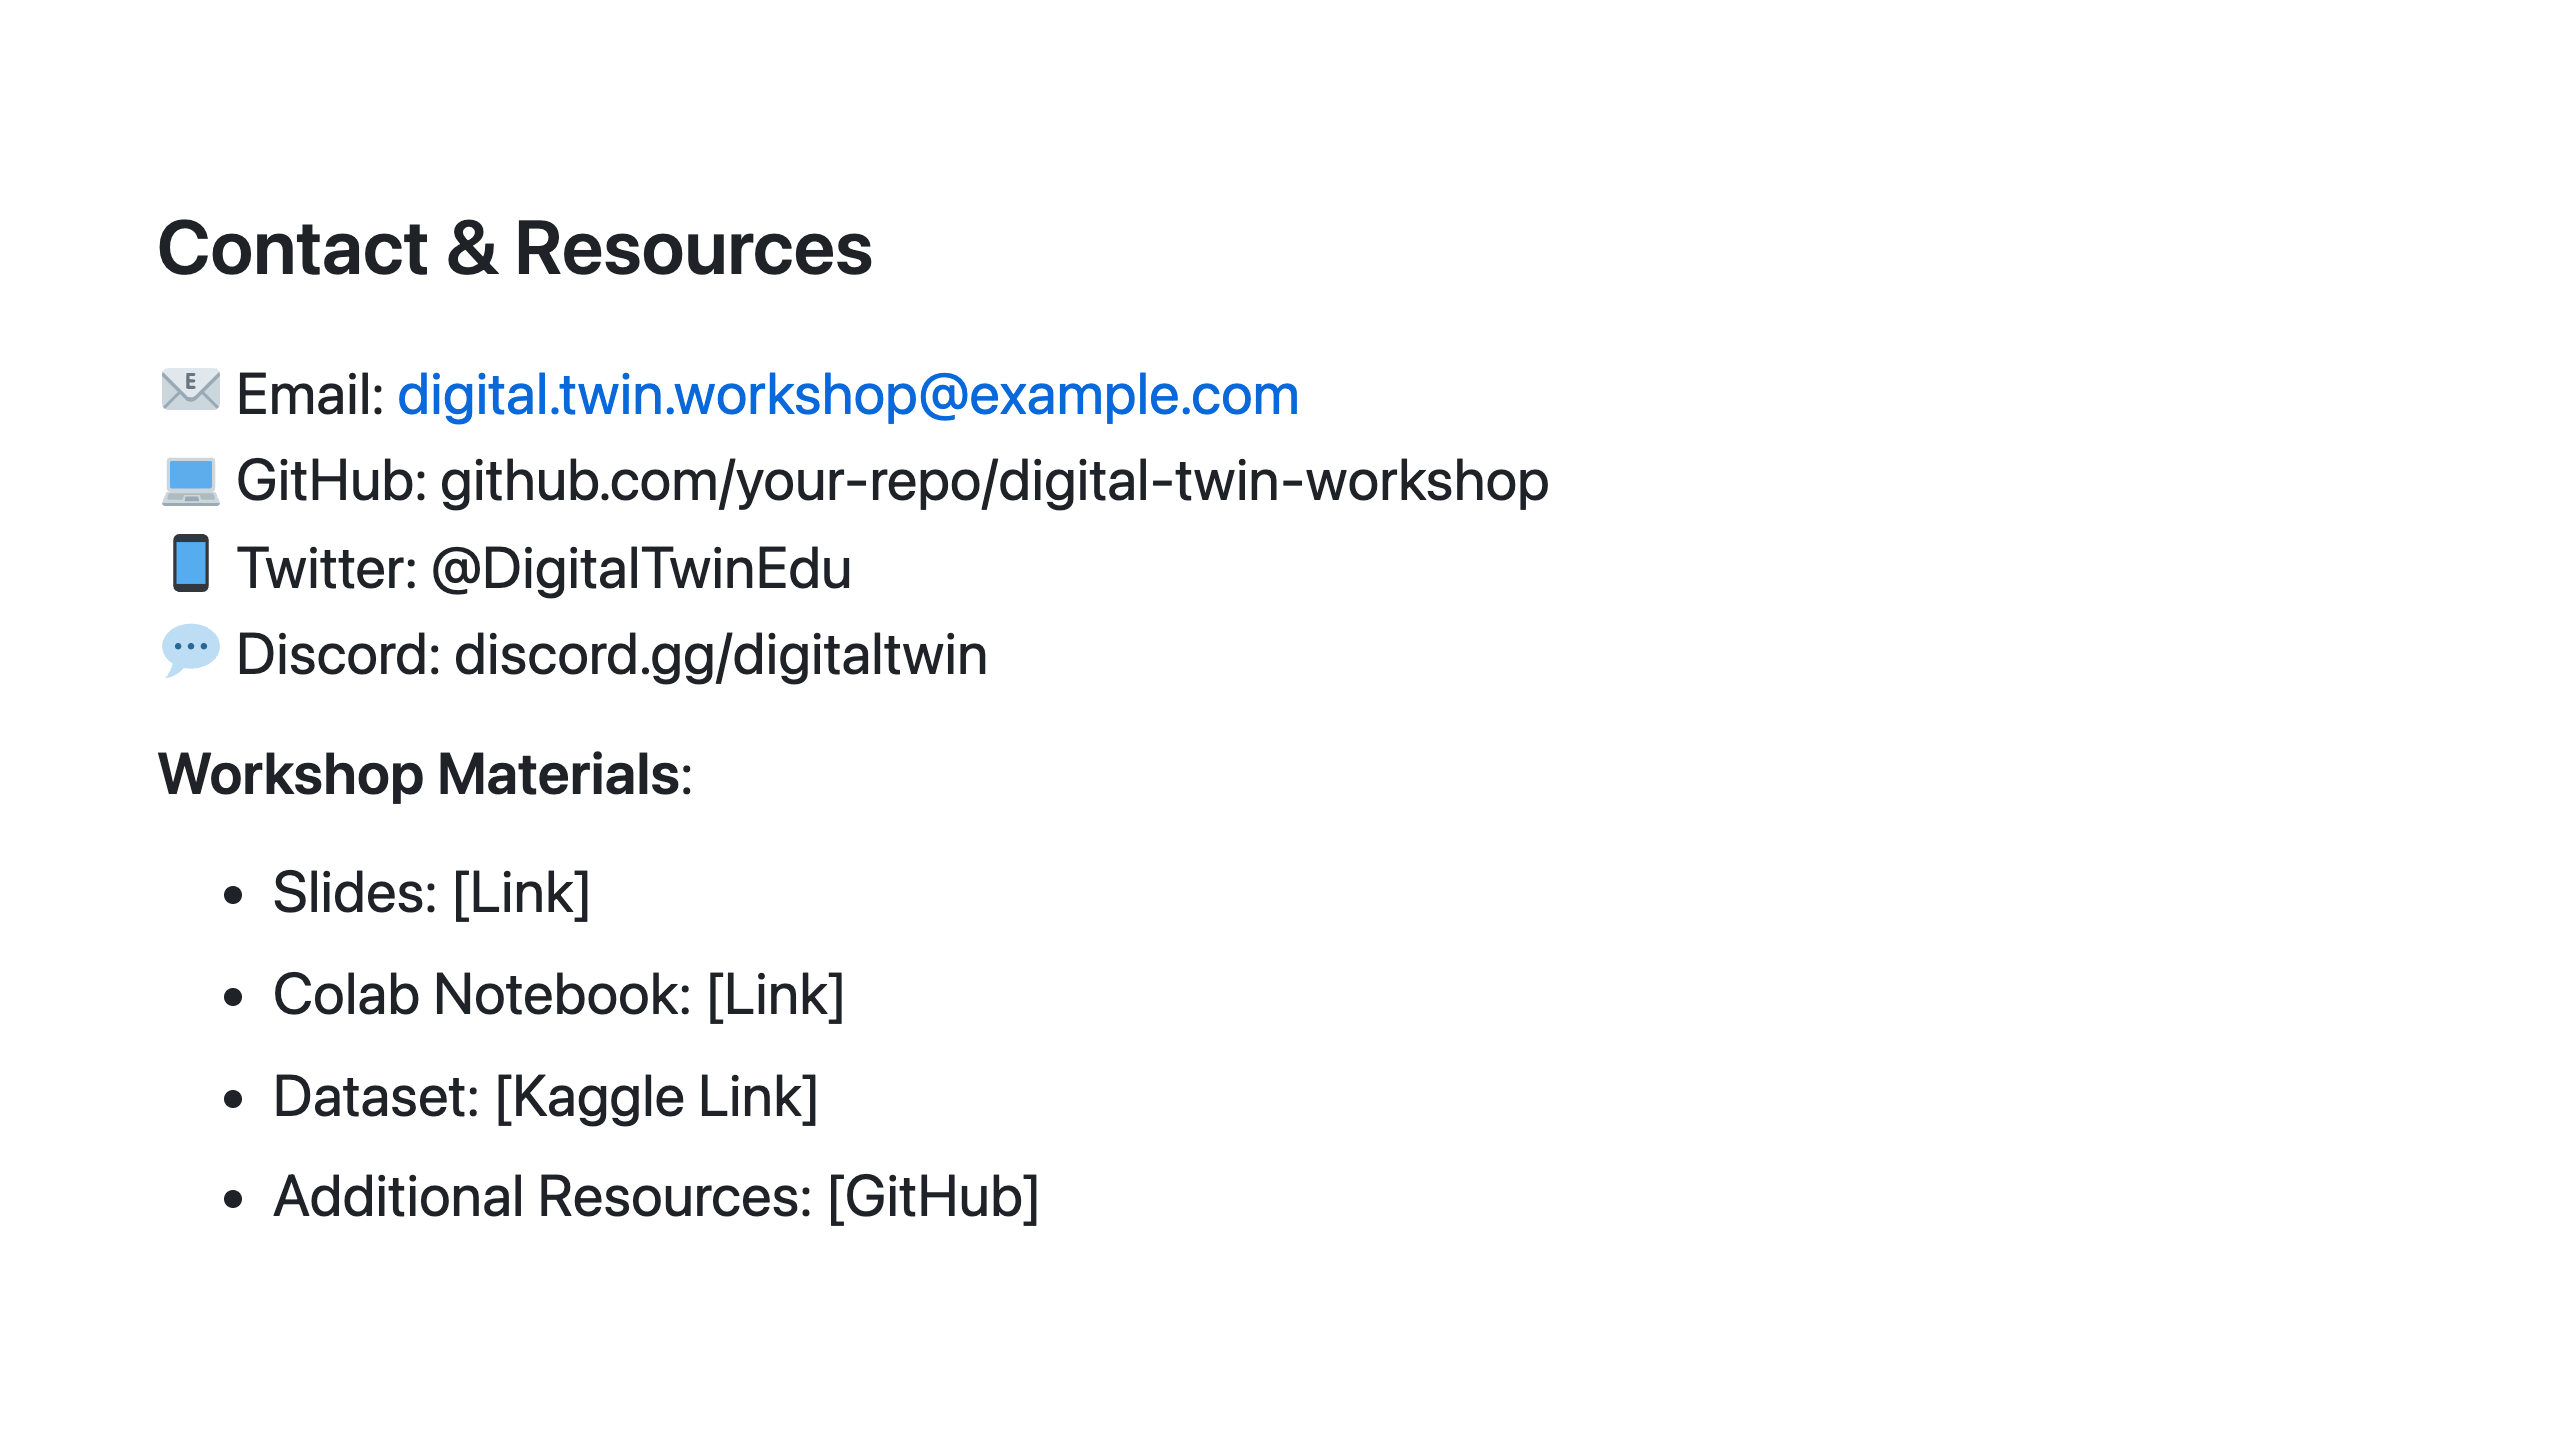 Contact & Resources
📧 Email: digital.twin.workshop@example.com
💻 GitHub: github.com/your-repo/digital-twin-workshop
📱 Twitter: @DigitalTwinEdu
💬 Discord: discord.gg/digitaltwin
Workshop Materials:
• Slides: [Link]
• Colab Notebook: [Link]
• Dataset: [Kaggle Link]
• Additional Resources: [GitHub]